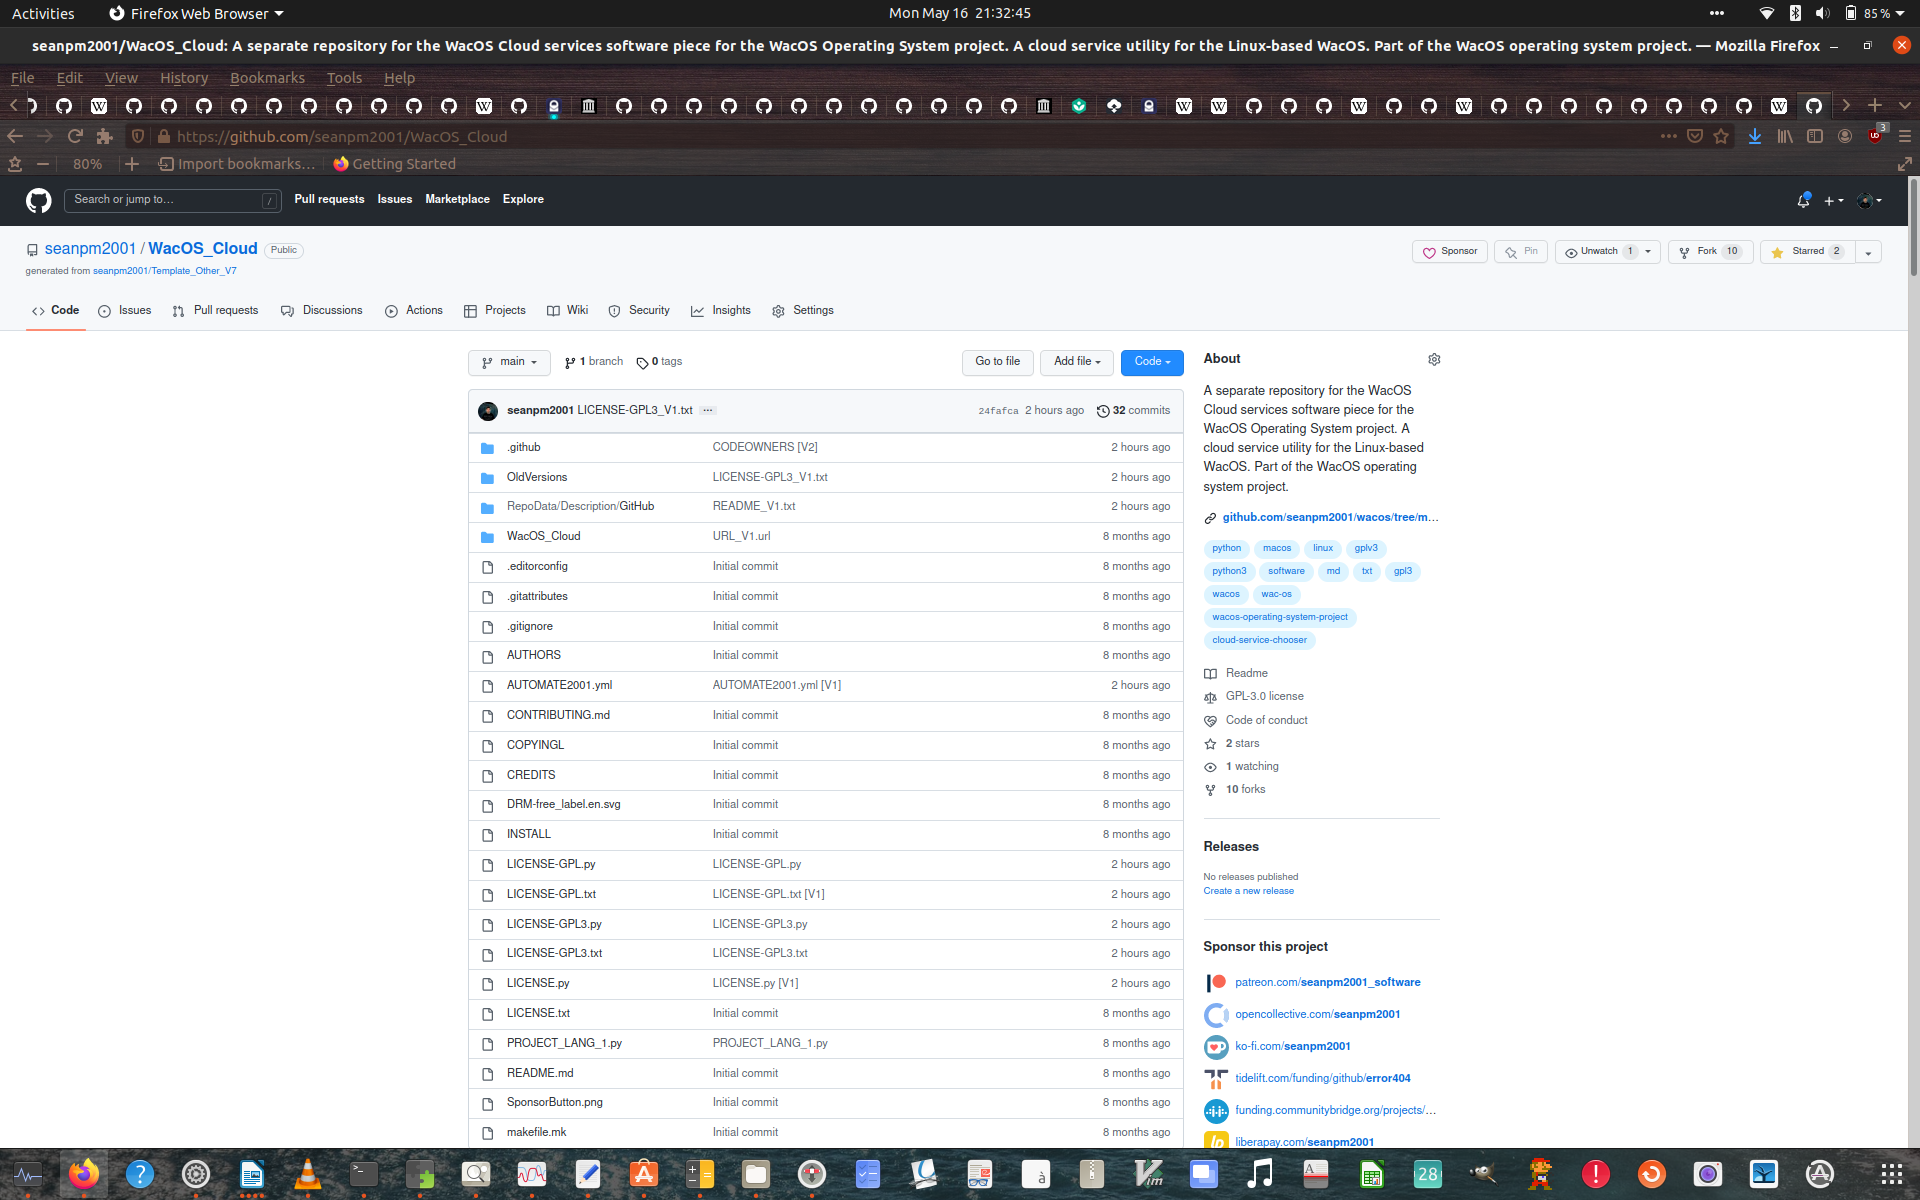 Activities
Firefox Web Browser
Mon May 16 21:32:45
85 %
seanpm2001/WacOS_Cloud: A separate repository for the WacOS Cloud services software piece for the WacOS Operating System project. A cloud service utility for the Linux-based WacOS. Part of the WacOS operating system project. — Mozilla Firefox
File Edit View History Bookmarks Tools Help
https://github.com/seanpm2001/WacOS_Cloud
3
80%
Import bookmarks…
Getting Started
Search or jump to…
/
Pull requests Issues Marketplace Explore
seanpm2001 / WacOS_Cloud Public
generated from seanpm2001/Template_Other_V7
Sponsor
Pin
Unwatch 1
Fork 10
Starred 2
Code Issues Pull requests Discussions Actions Projects Wiki Security Insights Settings
main
1 branch
0 tags
Go to file
Add file
Code
seanpm2001 LICENSE-GPL3_V1.txt ...
24fafca 2 hours ago
32 commits
.github CODEOWNERS [V2] 2 hours ago
OldVersions LICENSE-GPL3_V1.txt 2 hours ago
RepoData/Description/GitHub README_V1.txt 2 hours ago
WacOS_Cloud URL_V1.url 8 months ago
.editorconfig Initial commit 8 months ago
.gitattributes Initial commit 8 months ago
.gitignore Initial commit 8 months ago
AUTHORS Initial commit 8 months ago
AUTOMATE2001.yml AUTOMATE2001.yml [V1] 2 hours ago
CONTRIBUTING.md Initial commit 8 months ago
COPYINGL Initial commit 8 months ago
CREDITS Initial commit 8 months ago
DRM-free_label.en.svg Initial commit 8 months ago
INSTALL Initial commit 8 months ago
LICENSE-GPL.py LICENSE-GPL.py 2 hours ago
LICENSE-GPL.txt LICENSE-GPL.txt [V1] 2 hours ago
LICENSE-GPL3.py LICENSE-GPL3.py 2 hours ago
LICENSE-GPL3.txt LICENSE-GPL3.txt 2 hours ago
LICENSE.py LICENSE.py [V1] 2 hours ago
LICENSE.txt Initial commit 8 months ago
PROJECT_LANG_1.py PROJECT_LANG_1.py 8 months ago
README.md Initial commit 8 months ago
SponsorButton.png Initial commit 8 months ago
makefile.mk Initial commit 8 months ago
About
A separate repository for the WacOS
Cloud services software piece for the
WacOS Operating System project. A
cloud service utility for the Linux-based
WacOS. Part of the WacOS operating
system project.
github.com/seanpm2001/wacos/tree/m…
python macos linux gplv3
python3 software md txt gpl3
wacos wac-os
wacos-operating-system-project
cloud-service-chooser
Readme
GPL-3.0 license
Code of conduct
2 stars
1 watching
10 forks
Releases
No releases published
Create a new release
Sponsor this project
patreon.com/seanpm2001_software
opencollective.com/seanpm2001
ko-fi.com/seanpm2001
tidelift.com/funding/github/error404
funding.communitybridge.org/projects/…
liberapay.com/seanpm2001
28